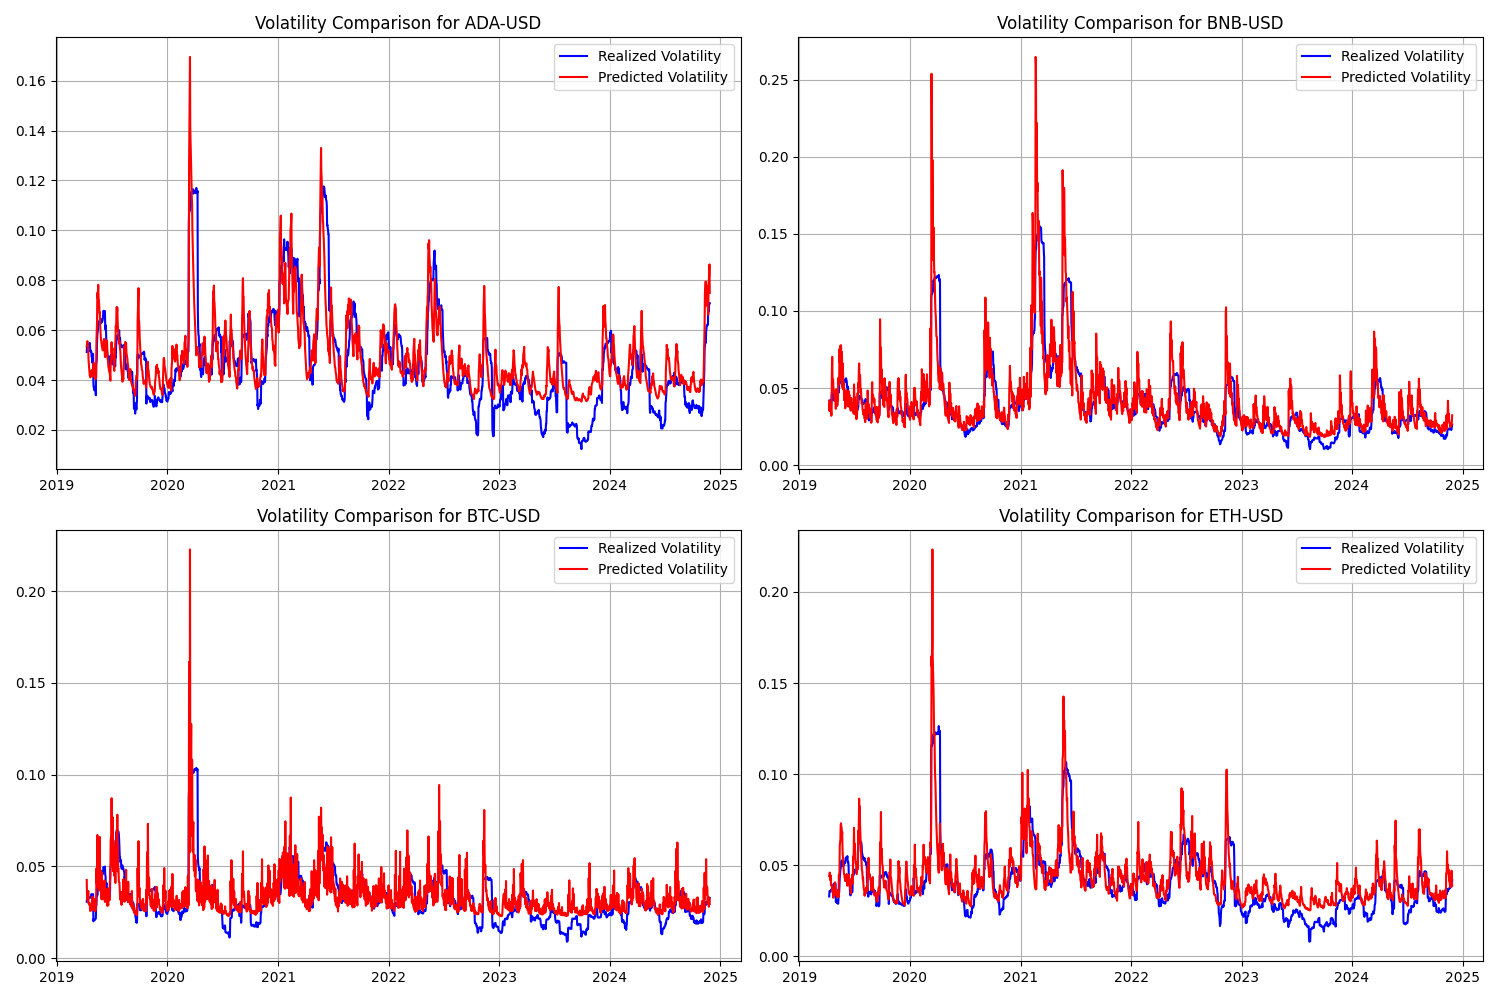 Volatility Comparison for ADA-USD
Realized Volatility
Predicted Volatility
0.16
0.14
0.12
0.10
0.08
0.06
0.04
0.02
2019 2020 2021 2022 2023 2024 2025
Volatility Comparison for BNB-USD
Realized Volatility
Predicted Volatility
0.25
0.20
0.15
0.10
0.05
0.00
2019 2020 2021 2022 2023 2024 2025
Volatility Comparison for BTC-USD
Realized Volatility
Predicted Volatility
0.20
0.15
0.10
0.05
0.00
2019 2020 2021 2022 2023 2024 2025
Volatility Comparison for ETH-USD
Realized Volatility
Predicted Volatility
0.20
0.15
0.10
0.05
0.00
2019 2020 2021 2022 2023 2024 2025